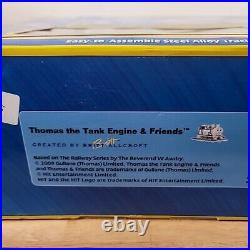 Easy-to-Assemble Steel Alloy Track
Thomas the Tank Engine & Friends™
CREATED BY BRITT ALLCROFT
Based on The Railway Series by The Reverend W Awdry.
© 2009 Gullane (Thomas) Limited. Thomas the Tank Engine & Friends
and Thomas & Friends are trademarks of Gullane (Thomas) Limited.
© HIT Entertainment Limited.
HIT and the HIT Logo are trademarks of HIT Entertainment Limited.